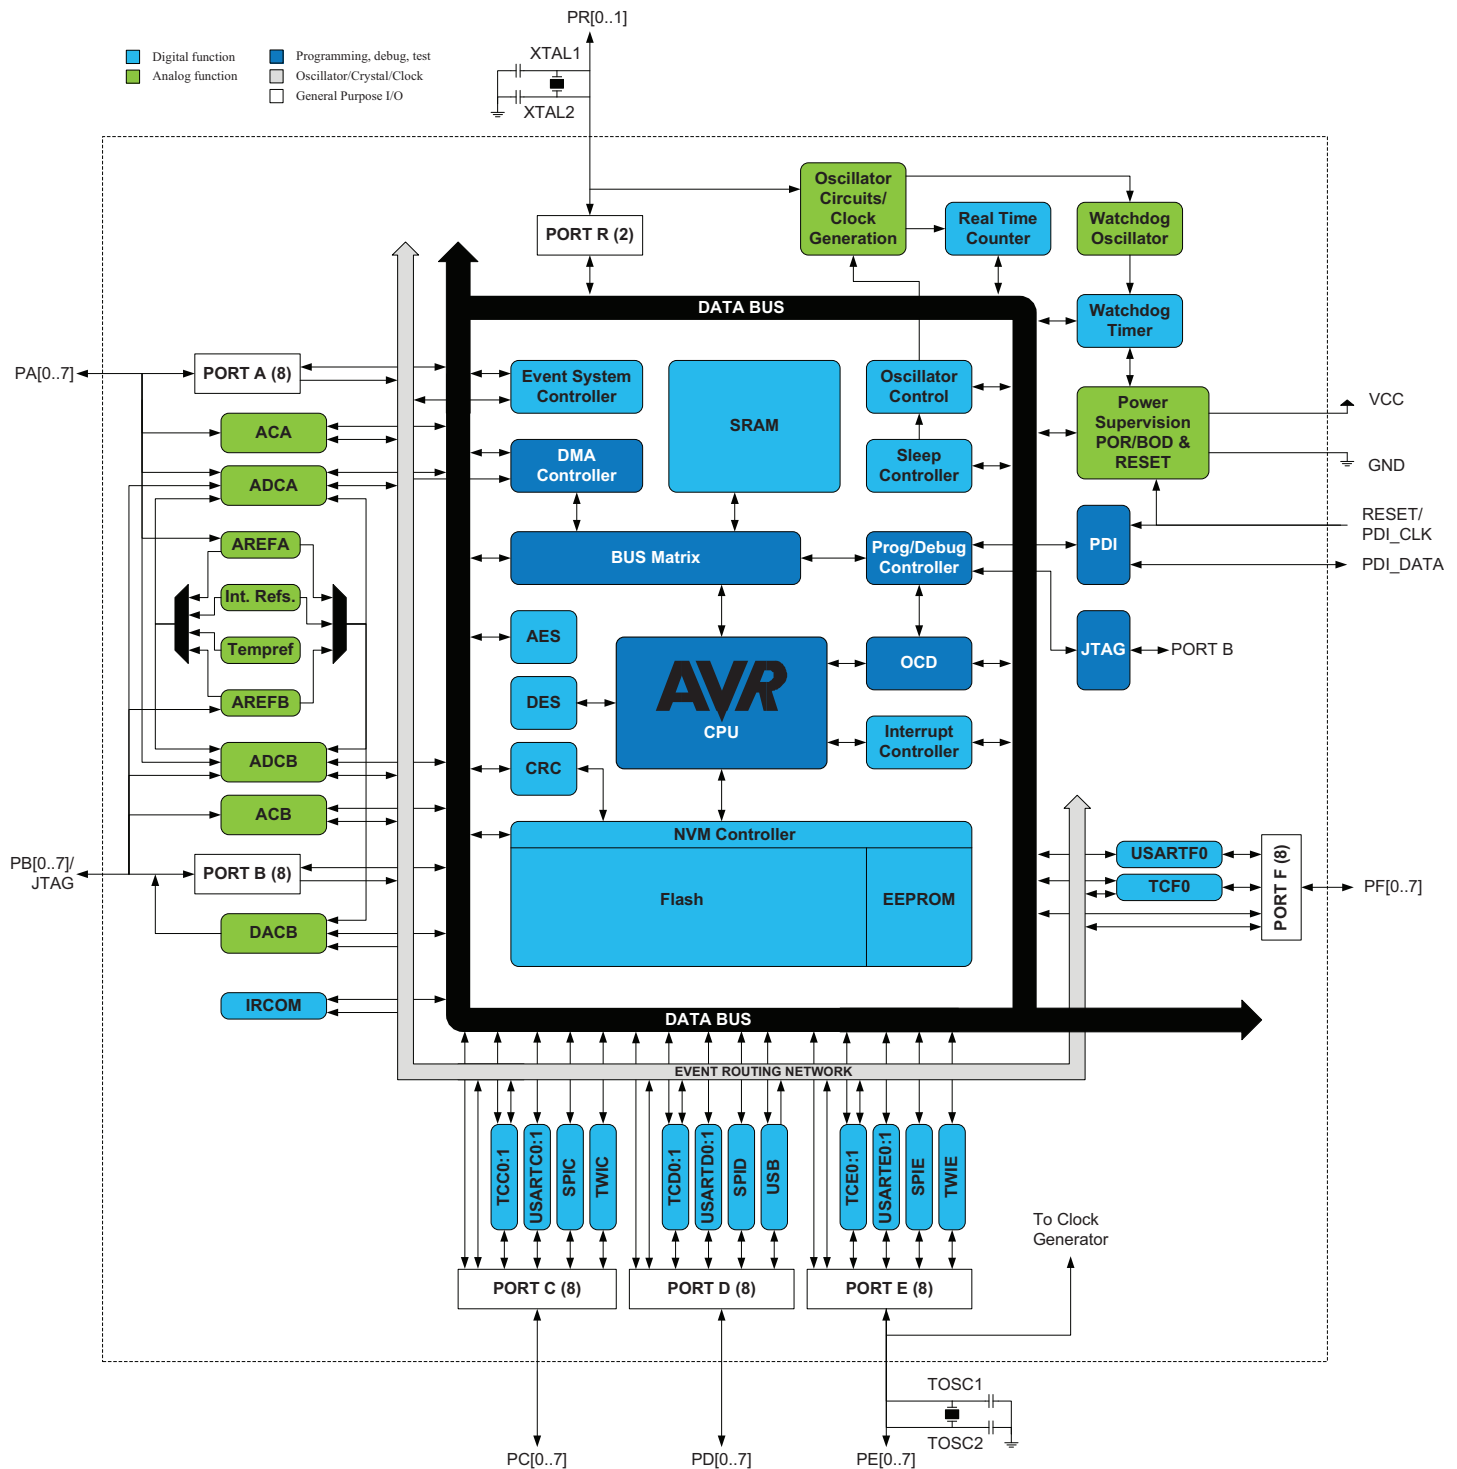 PR[0..1]
Digital function
Programming, debug, test
Analog function
Oscillator/Crystal/Clock
General Purpose I/O
XTAL1
XTAL2
Oscillator
Circuits/
Clock
Generation
Real Time
Counter
Watchdog
Oscillator
PORT R (2)
DATA BUS
Watchdog
Timer
PA[0..7]
PORT A (8)
Event System
Controller
SRAM
Oscillator
Control
Power
Supervision
POR/BOD &
RESET
VCC
GND
ACA
DMA
Controller
Sleep
Controller
ADCA
RESET/
PDI_CLK
PDI_DATA
AREFA
BUS Matrix
Prog/Debug
Controller
PDI
Int. Refs.
Tempref
AREFB
AES
DES
CRC
AVR
CPU
OCD
JTAG
PORT B
Interrupt
Controller
ADCB
ACB
NVM Controller
Flash
EEPROM
PB[0..7]/
JTAG
PORT B (8)
DACB
IRCOM
USARTF0
TCF0
PORT F (8)
PF[0..7]
DATA BUS
EVENT ROUTING NETWORK
TCC0:1
USARTC0:1
SPIC
TWIC
TCD0:1
USARTD0:1
SPID
USB
TCE0:1
USARTE0:1
SPIE
TWIE
To Clock
Generator
PORT C (8)
PORT D (8)
PORT E (8)
TOSC1
TOSC2
PC[0..7]
PD[0..7]
PE[0..7]